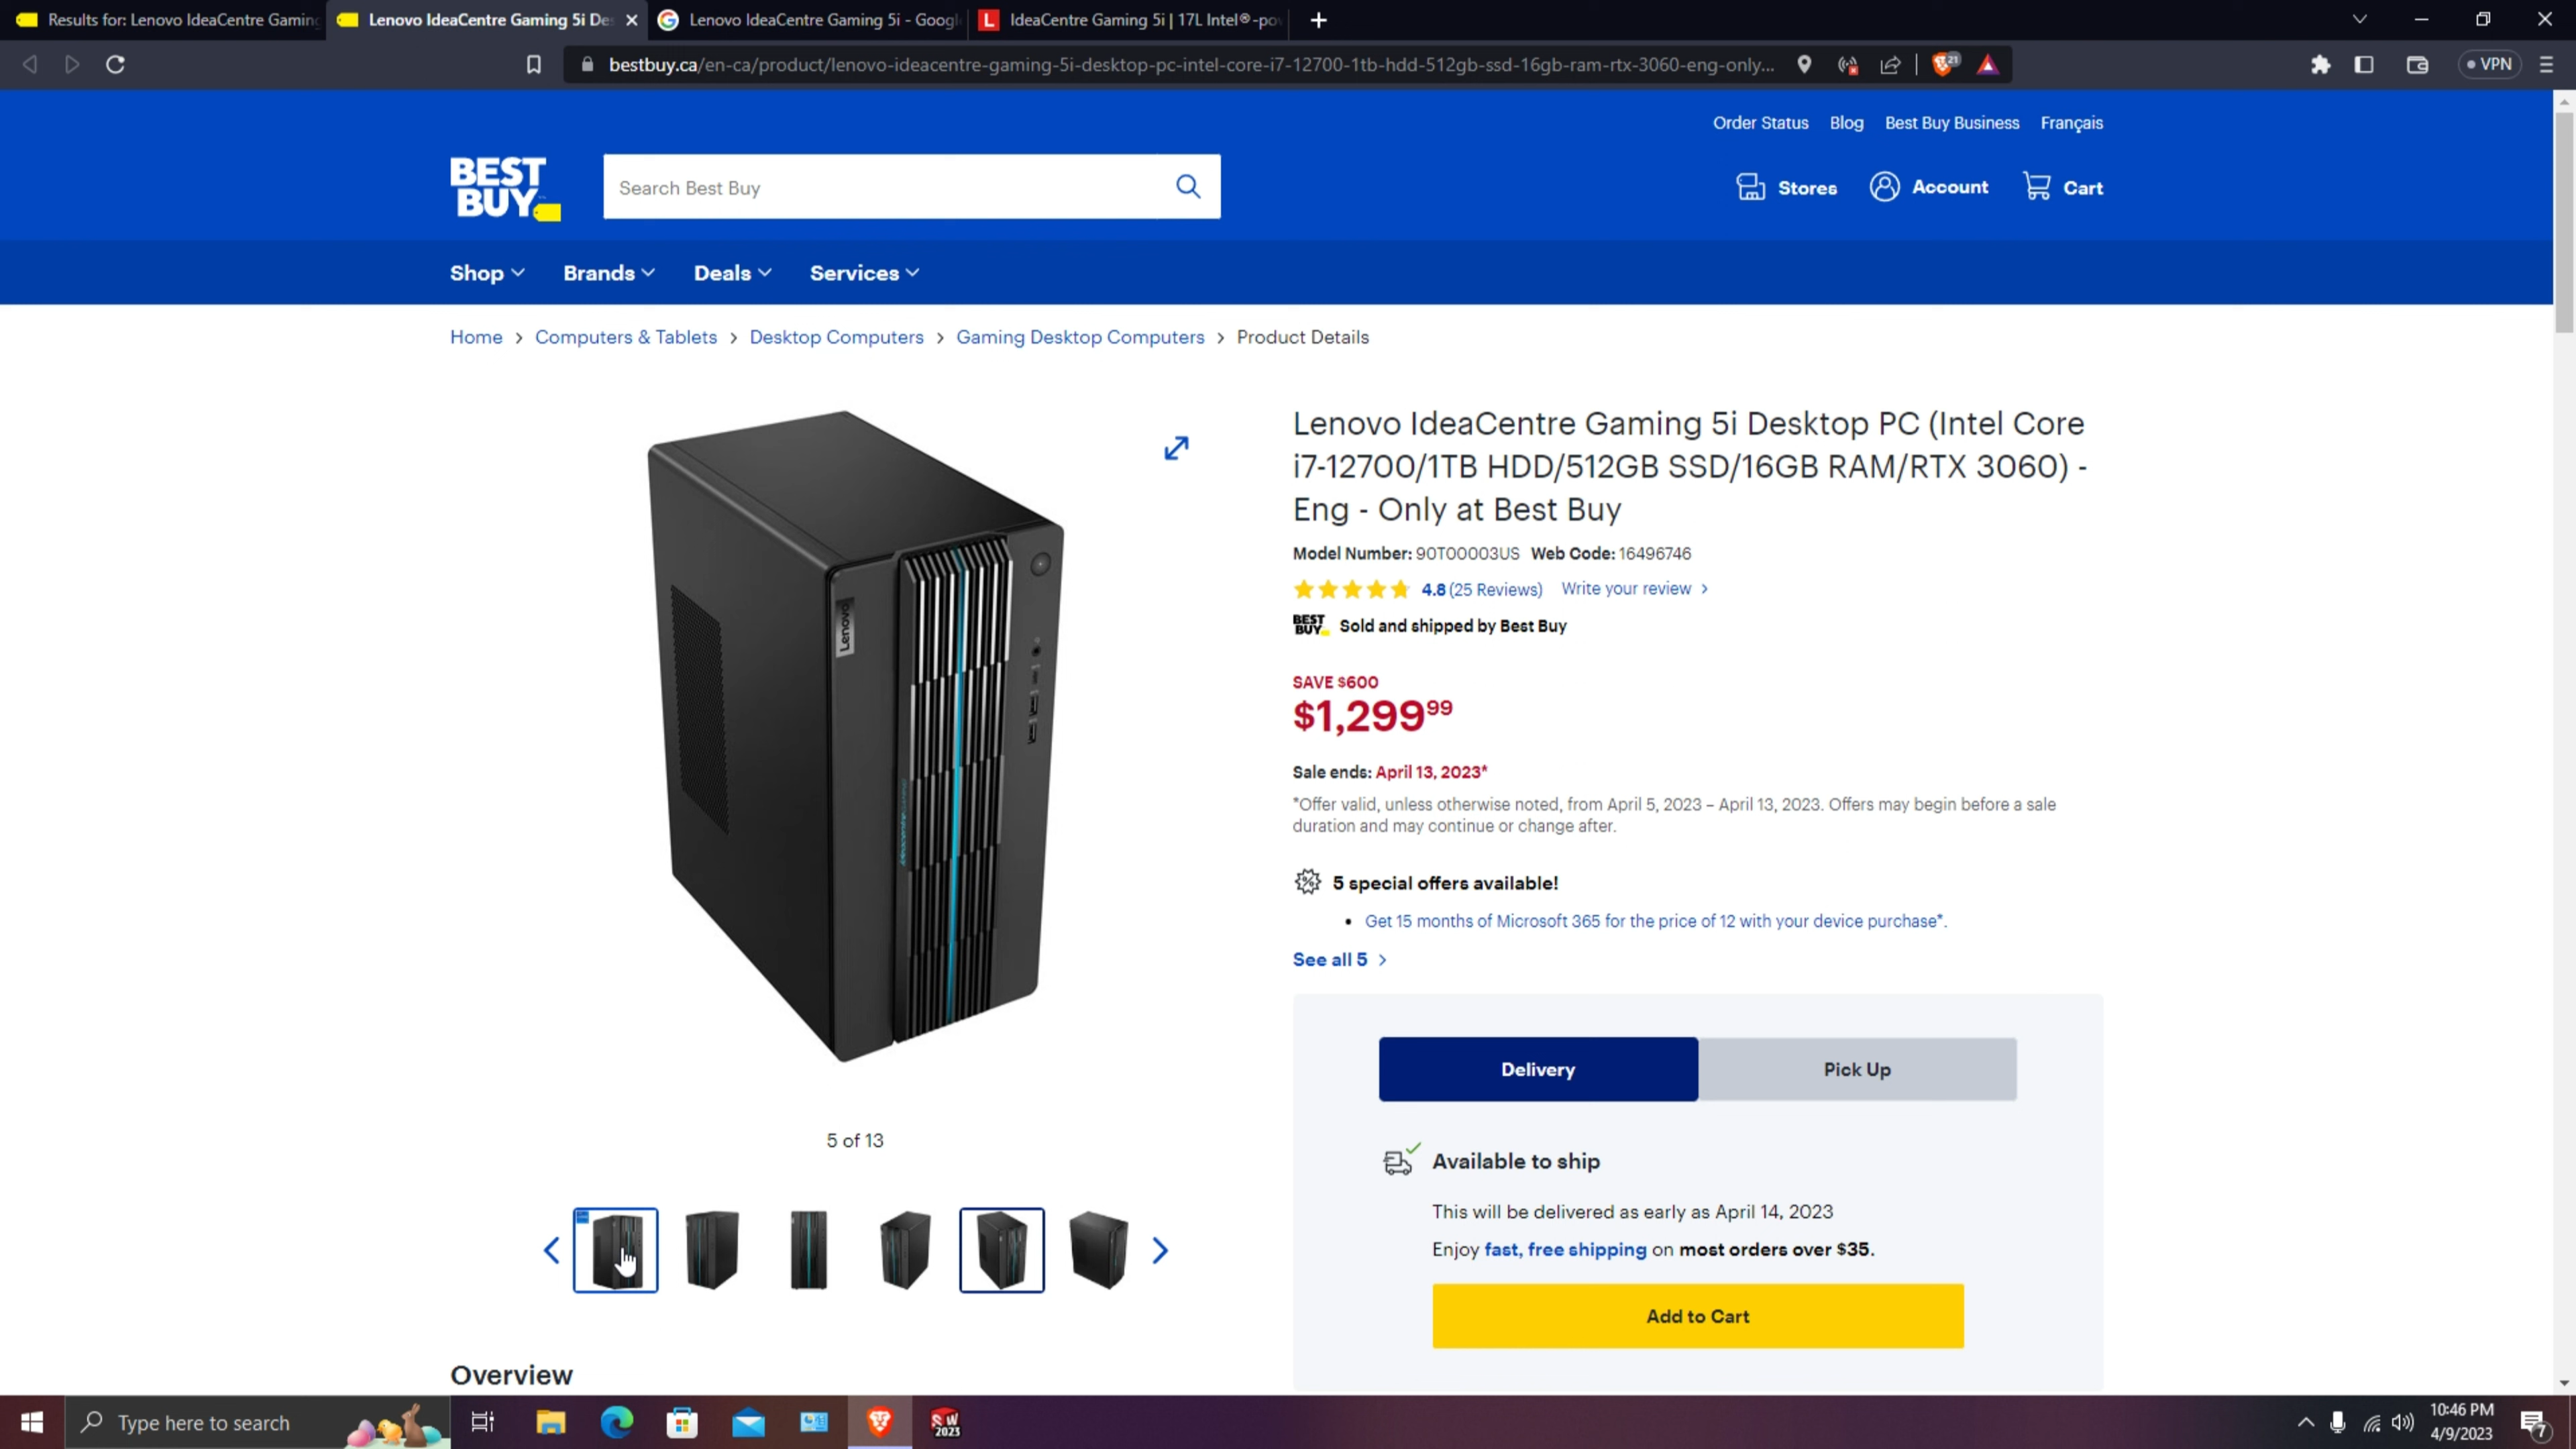 Results for: Lenovo IdeaCentre Gaming
Lenovo IdeaCentre Gaming 5i Des
Lenovo IdeaCentre Gaming 5i - Googl
IdeaCentre Gaming 5i | 17L Intel®-po
bestbuy.ca/en-ca/product/lenovo-ideacentre-gaming-5i-desktop-pc-intel-core-i7-12700-1tb-hdd-512gb-ssd-16gb-ram-rtx-3060-eng-only...
21
VPN
Order Status Blog Best Buy Business Français
BEST BUY
Search Best Buy
Stores Account Cart
Shop Brands Deals Services
Home > Computers & Tablets > Desktop Computers > Gaming Desktop Computers > Product Details
Lenovo
Lenovo IdeaCentre Gaming 5i Desktop PC (Intel Core
i7-12700/1TB HDD/512GB SSD/16GB RAM/RTX 3060) -
Eng - Only at Best Buy
Model Number: 90T00003US Web Code: 16496746
4.8 (25 Reviews) Write your review >
BEST BUY Sold and shipped by Best Buy
SAVE $600
$1,299 99
Sale ends: April 13, 2023*
*Offer valid, unless otherwise noted, from April 5, 2023 – April 13, 2023. Offers may begin before a sale
duration and may continue or change after.
5 special offers available!
• Get 15 months of Microsoft 365 for the price of 12 with your device purchase*.
See all 5 >
Delivery Pick Up
5 of 13
Available to ship
This will be delivered as early as April 14, 2023
Enjoy fast, free shipping on most orders over $35.
Add to Cart
Overview
Type here to search
SW 2023
10:46 PM
4/9/2023
7